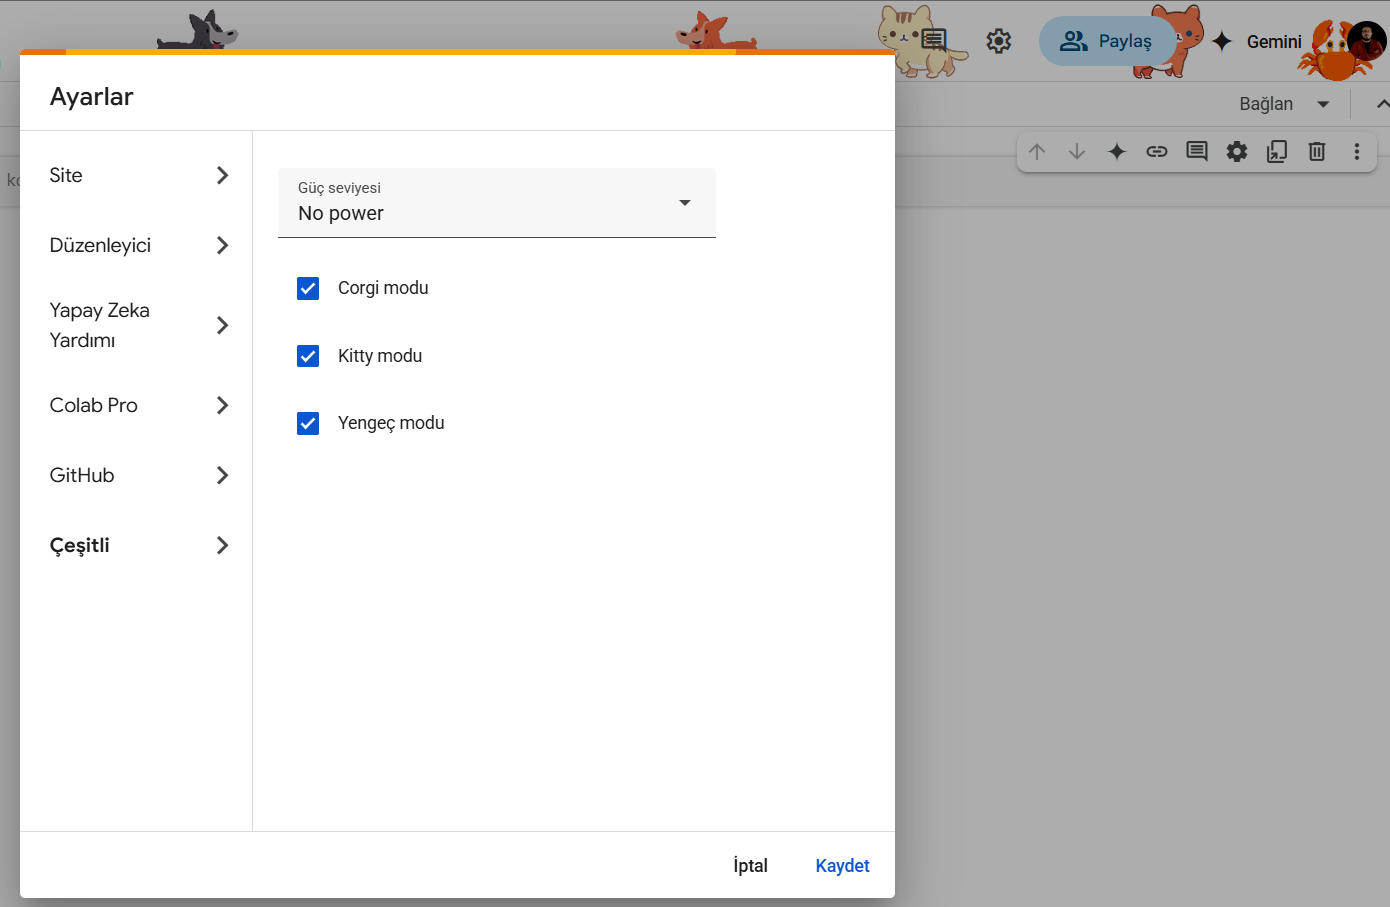 Paylaş
Gemini
Bağlan
Ayarlar
Site
Düzenleyici
Yapay Zeka
Yardımı
Colab Pro
GitHub
Çeşitli
Güç seviyesi
No power
Corgi modu
Kitty modu
Yengeç modu
İptal
Kaydet